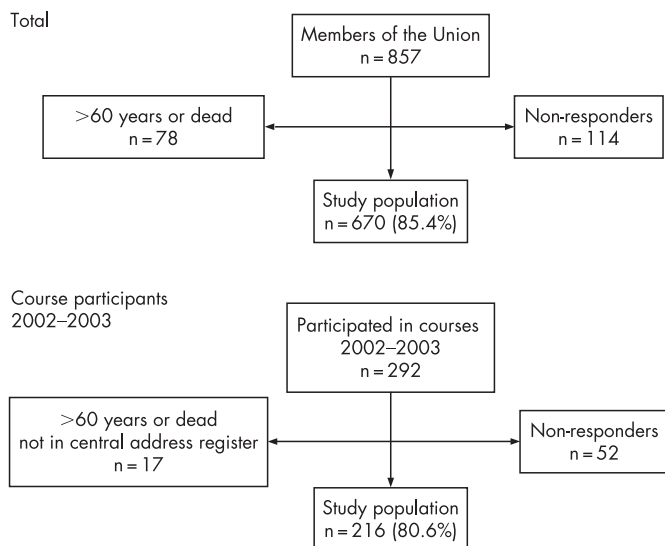 Total
Members of the Union
n = 857
>60 years or dead
n = 78
Non-responders
n = 114
Study population
n = 670 (85.4%)
Course participants
2002–2003
Participated in courses
2002–2003
n = 292
>60 years or dead
not in central address register
n = 17
Non-responders
n = 52
Study population
n = 216 (80.6%)